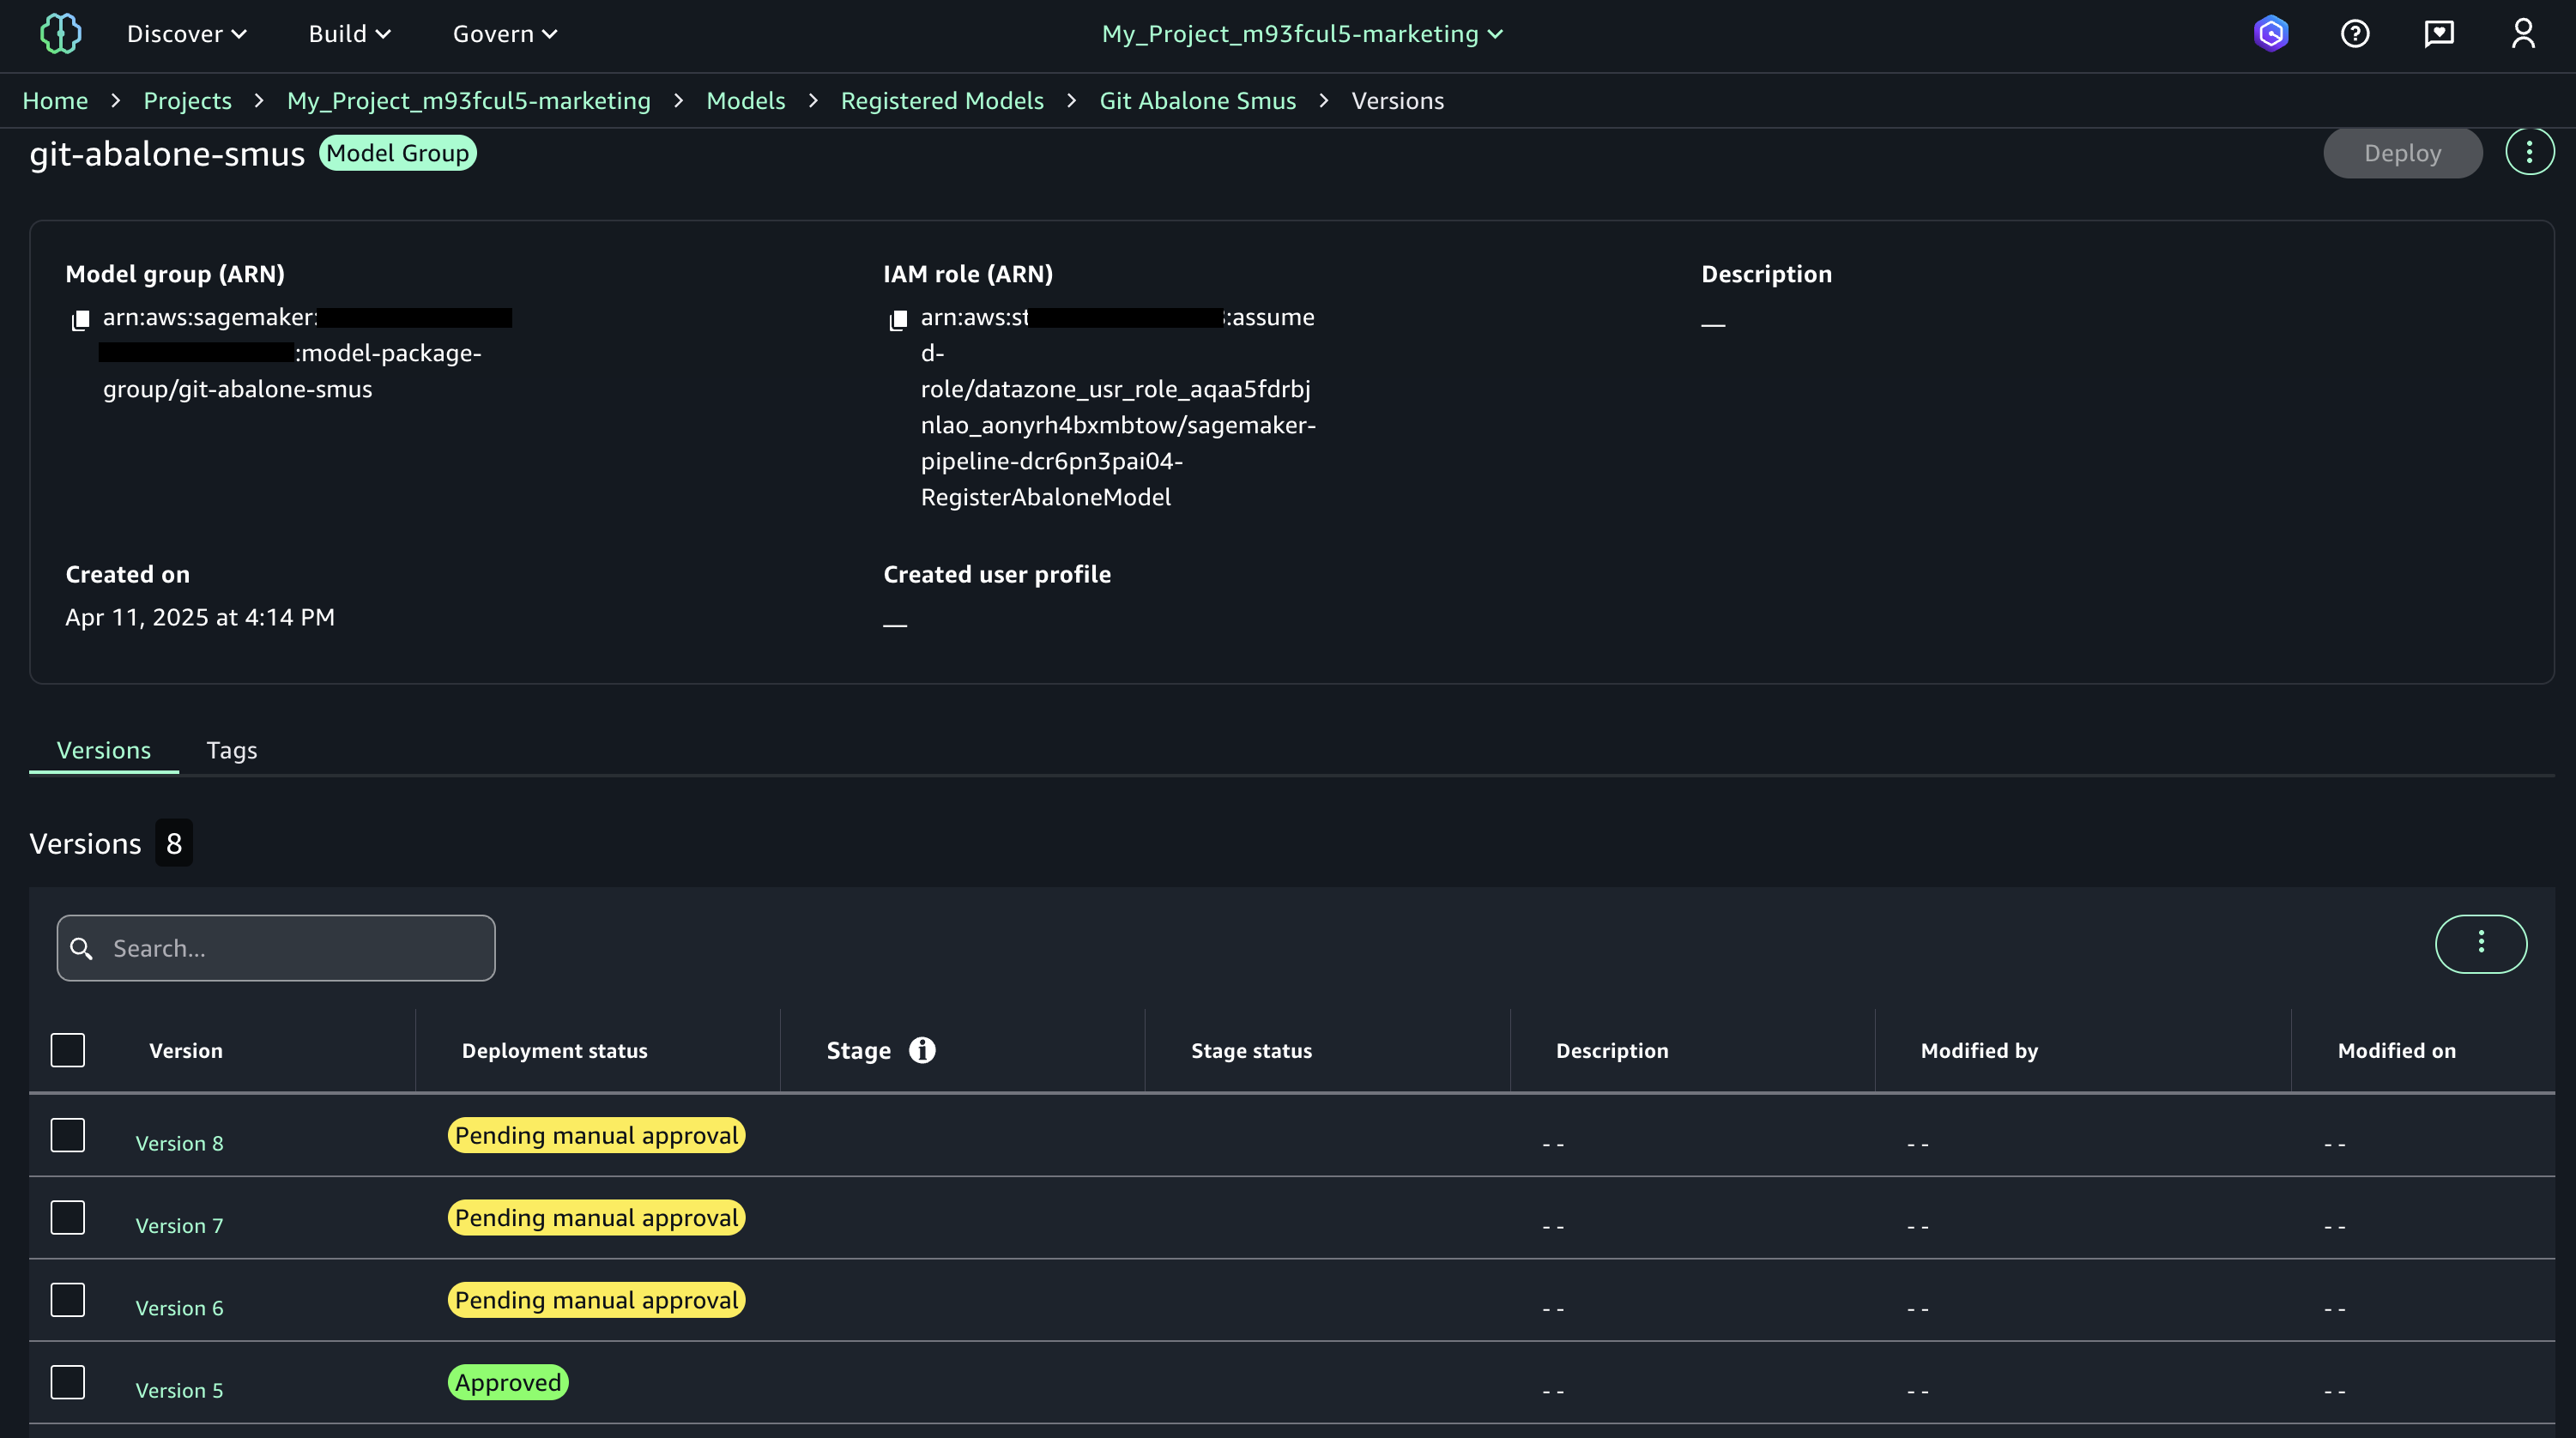 Discover Build Govern My_Project_m93fcul5-marketing
Home > Projects > My_Project_m93fcul5-marketing > Models > Registered Models > Git Abalone Smus > Versions
git-abalone-smus Model Group Deploy
Model group (ARN) IAM role (ARN) Description
arn:aws:sagemaker:
:model-package-
group/git-abalone-smus
arn:aws:st :assume
d-
role/datazone_usr_role_aqaa5fdrbj
nlao_aonyrh4bxmbtow/sagemaker-
pipeline-dcr6pn3pai04-
RegisterAbaloneModel
—
Created on Created user profile
Apr 11, 2025 at 4:14 PM —
Versions Tags
Versions 8
Search...
Version Deployment status Stage Stage status Description Modified by Modified on
Version 8 Pending manual approval -- -- --
Version 7 Pending manual approval -- -- --
Version 6 Pending manual approval -- -- --
Version 5 Approved -- -- --